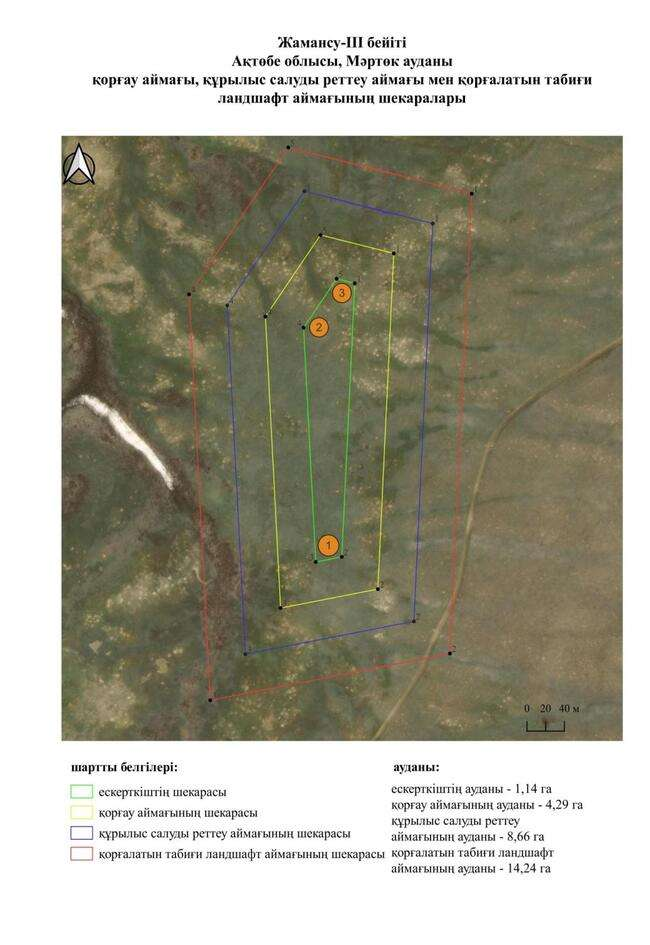 Жамансу-III бейіті
Ақтөбе облысы, Мәртөк ауданы
қорғау аймағы, құрылыс салуды реттеу аймағы мен қорғалатын табиғи
ландшафт аймағының шекаралары
3
2
1
0 20 40 м
шартты белгілері:
ескерткіштің шекарасы
қорғау аймағының шекарасы
құрылыс салуды реттеу аймағының шекарасы
қорғалатын табиғи ландшафт аймағының шекарасы
ауданы:
ескерткіштің ауданы - 1,14 га
қорғау аймағының ауданы - 4,29 га
құрылыс салуды реттеу
аймағының ауданы - 8,66 га
қорғалатын табиғи ландшафт
аймағының ауданы - 14,24 га